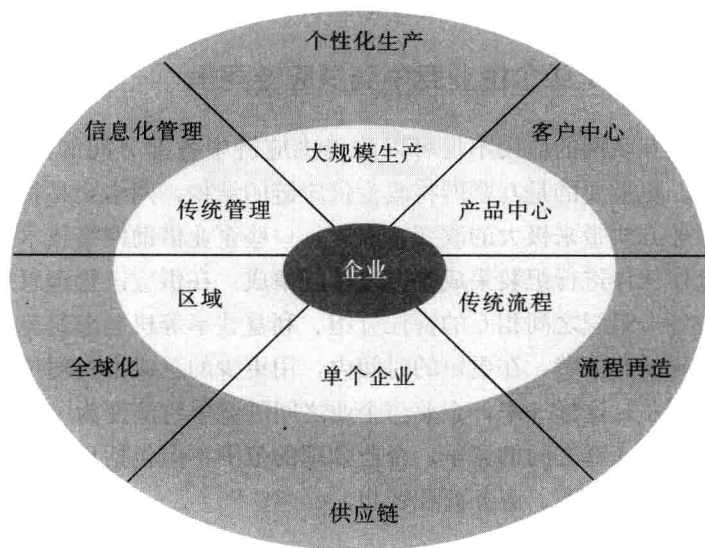 个性化生产
信息化管理
客户中心
大规模生产
传统管理
产品中心
企业
区域
传统流程
全球化
单个企业
流程再造
供应链